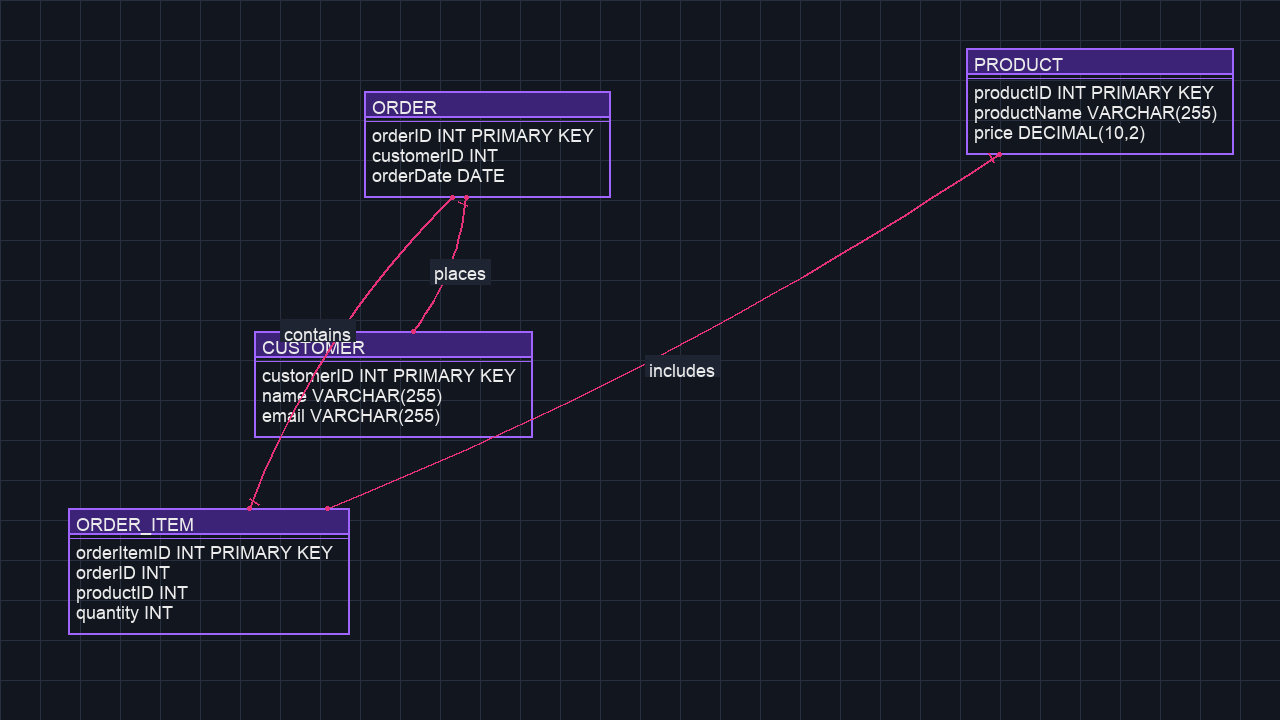 PRODUCT
productID INT PRIMARY KEY
productName VARCHAR(255)
price DECIMAL(10,2)
ORDER
orderID INT PRIMARY KEY
customerID INT
orderDate DATE
places
contains
CUSTOMER
customerID INT PRIMARY KEY
name VARCHAR(255)
email VARCHAR(255)
includes
ORDER_ITEM
orderItemID INT PRIMARY KEY
orderID INT
productID INT
quantity INT